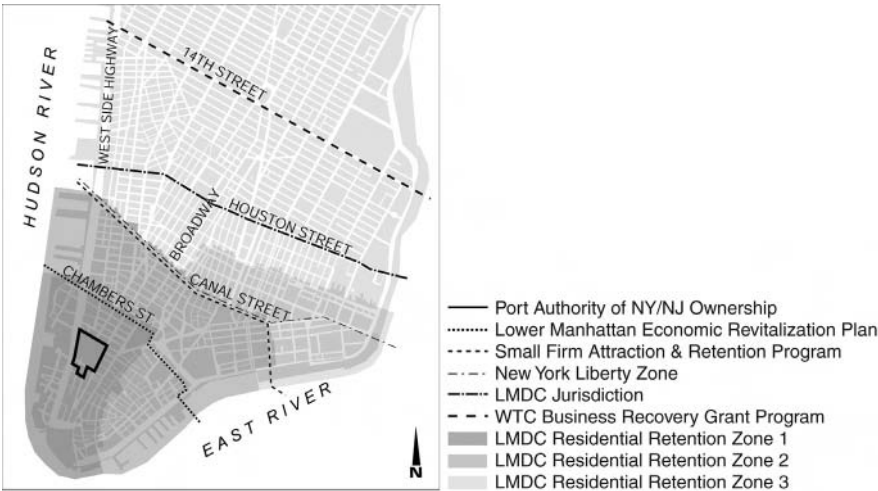 HUDSON RIVER
WEST SIDE HIGHWAY
14TH STREET
BROADWAY
HOUSTON STREET
CHAMBERS ST
CANAL STREET
EAST RIVER
N
Port Authority of NY/NJ Ownership
Lower Manhattan Economic Revitalization Plan
Small Firm Attraction & Retention Program
New York Liberty Zone
LMDC Jurisdiction
WTC Business Recovery Grant Program
LMDC Residential Retention Zone 1
LMDC Residential Retention Zone 2
LMDC Residential Retention Zone 3